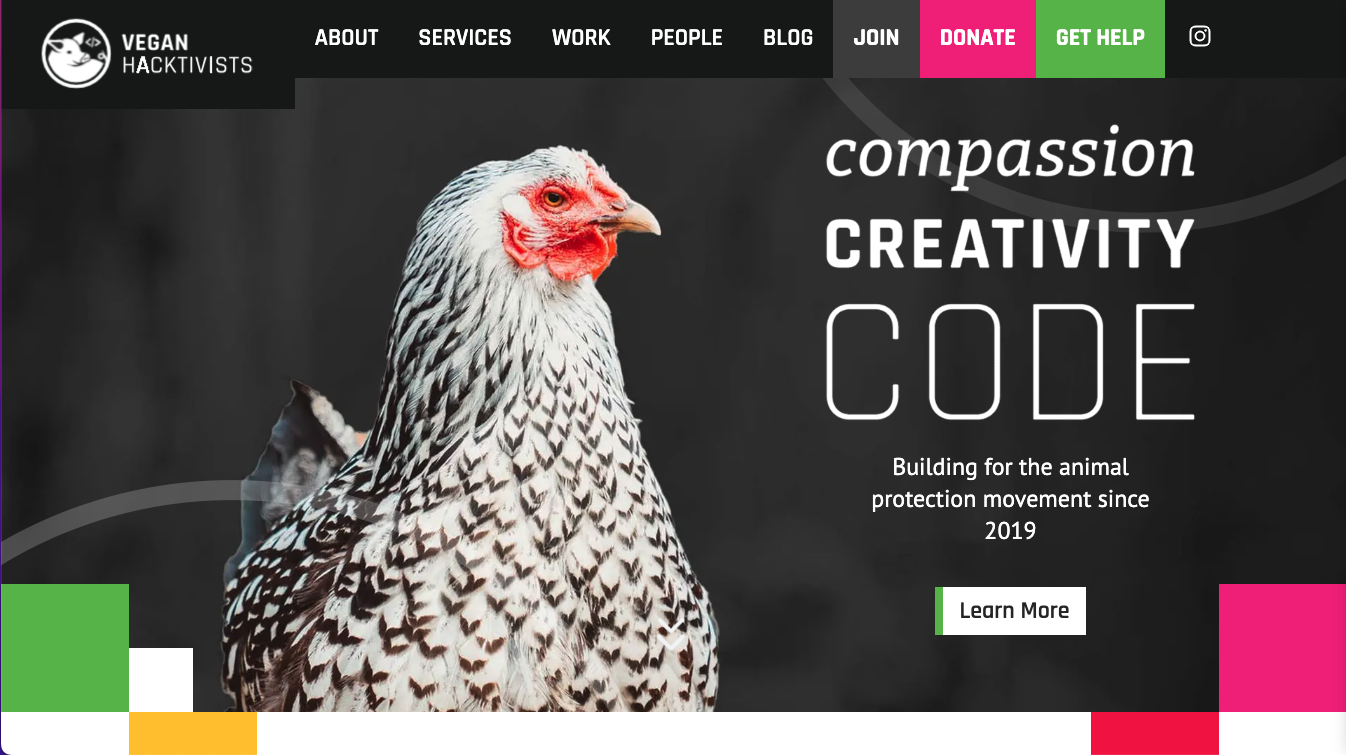 VEGAN
HACKTIVISTS
ABOUT SERVICES WORK PEOPLE BLOG JOIN DONATE GET HELP
compassion
CREATIVITY
CODE
Building for the animal
protection movement since
2019
Learn More